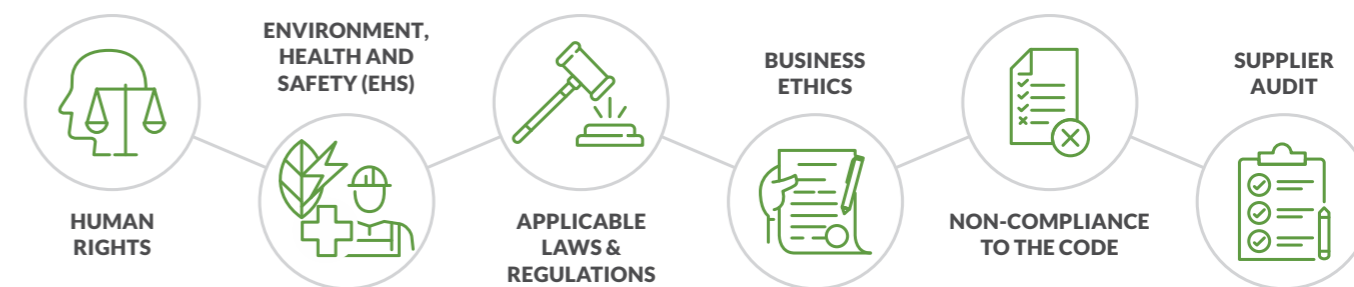 HUMAN
RIGHTS
ENVIRONMENT,
HEALTH AND
SAFETY (EHS)
APPLICABLE
LAWS &
REGULATIONS
BUSINESS
ETHICS
NON-COMPLIANCE
TO THE CODE
SUPPLIER
AUDIT